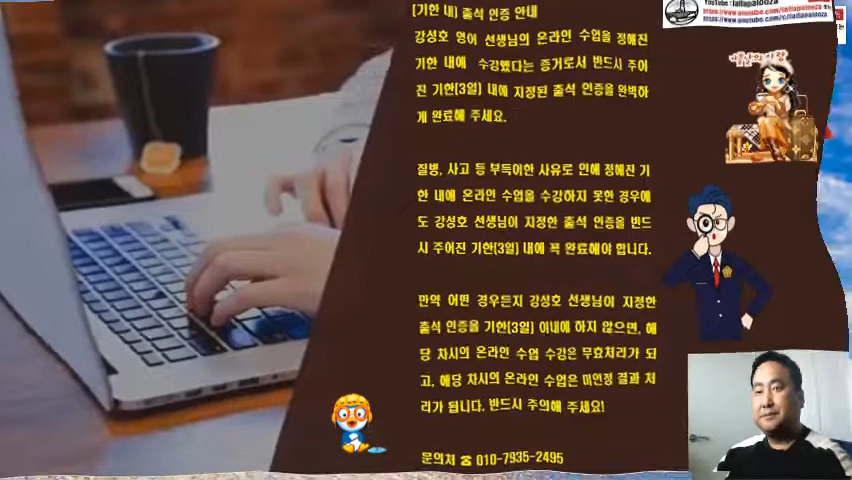 YouTube : lallapalooza
https://www.youtube.com/lallapalooza
https://www.youtube.com/c/lallapalooza
[기한 내] 출석 인증 안내
강성호 영어 선생님의 온라인 수업을 정해진
기한 내에 수강했다는 증거로서 반드시 주어
진 기한(3일) 내에 지정된 출석 인증을 완벽하
게 완료해 주세요.
질병, 사고 등 부득이한 사유로 인해 정해진 기
한 내에 온라인 수업을 수강하지 못한 경우에
도 강성호 선생님이 지정한 출석 인증을 반드
시 주어진 기한(3일) 내에 꼭 완료해야 합니다.
만약 어떤 경우든지 강성호 선생님이 지정한
출석 인증을 기한(3일) 이내에 하지 않으면, 해
당 차시의 온라인 수업 수강은 무효처리가 되
고, 해당 차시의 온라인 수업은 미인정 결과 처
리가 됩니다. 반드시 주의해 주세요!
문의처 ☎ 010-7935-2495